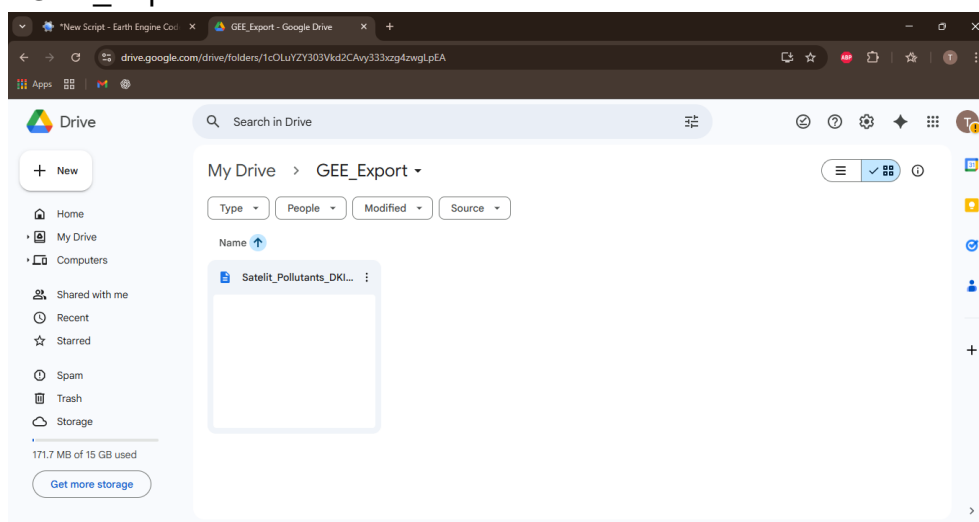 *New Script - Earth Engine Cod
GEE_Export - Google Drive
drive.google.com/drive/folders/1cOLuYZY303Vkd2CAvy333xzg4zwgLpEA
ABP
T
Apps
Drive
Search in Drive
T
New
My Drive > GEE_Export
31
Type
People
Modified
Source
Home
My Drive
Computers
Name
Satelit_Pollutants_DKI...
Shared with me
Recent
Starred
Spam
Trash
Storage
171.7 MB of 15 GB used
Get more storage